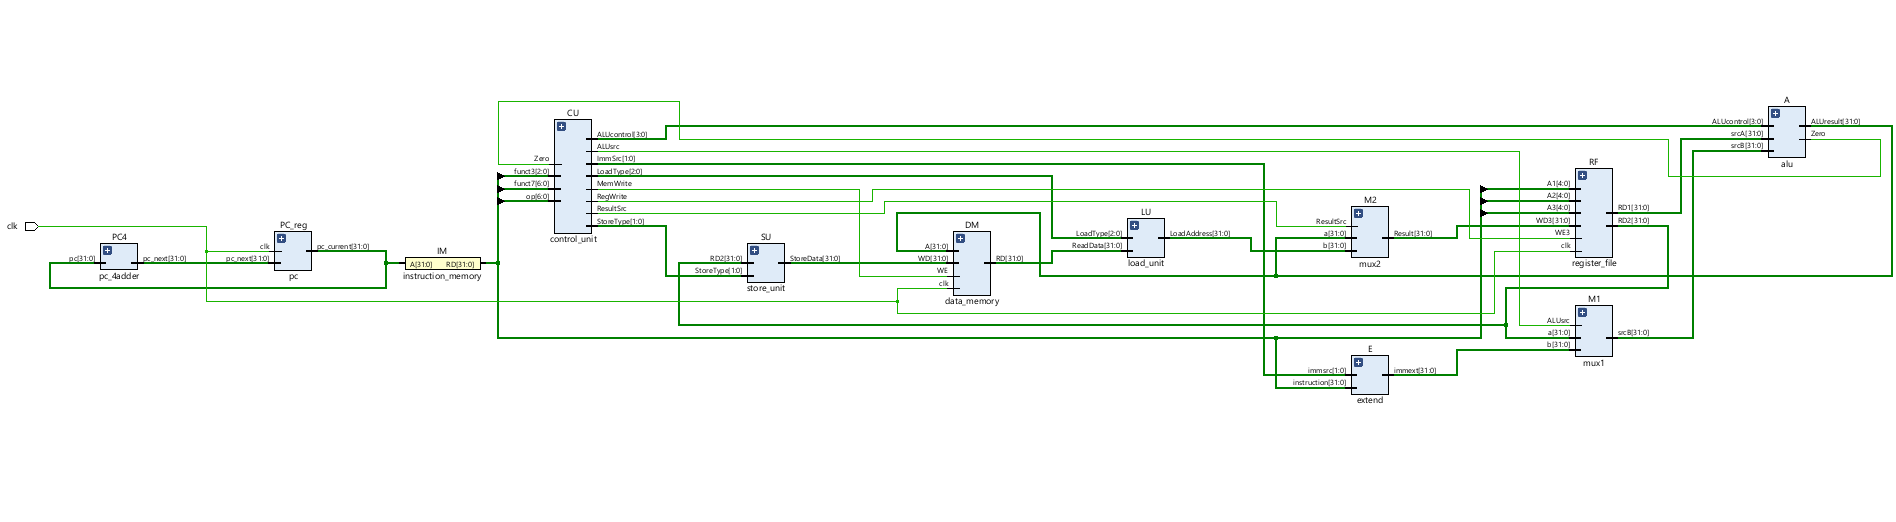 clk
PC4
pc[31:0]
pc_next[31:0]
pc_4adder
PC_reg
clk
pc_next[31:0]
pc_current[31:0]
pc
IM
A[31:0]
RD[31:0]
instruction_memory
CU
Zero
funct3[2:0]
funct7[6:0]
op[6:0]
ALUcontrol[3:0]
ALUsrc
ImmSrc[1:0]
LoadType[2:0]
MemWrite
RegWrite
ResultSrc
StoreType[1:0]
control_unit
SU
RD2[31:0]
StoreType[1:0]
StoreData[31:0]
store_unit
DM
A[31:0]
WD[31:0]
WE
clk
RD[31:0]
data_memory
LU
LoadType[2:0]
ReadData[31:0]
LoadAddress[31:0]
load_unit
M2
ResultSrc
a[31:0]
b[31:0]
Result[31:0]
mux2
E
immsrc[1:0]
instruction[31:0]
immext[31:0]
extend
RF
A1[4:0]
A2[4:0]
A3[4:0]
WD3[31:0]
WE3
clk
RD1[31:0]
RD2[31:0]
register_file
M1
ALUsrc
a[31:0]
b[31:0]
srcB[31:0]
mux1
A
ALUcontrol[3:0]
srcA[31:0]
srcB[31:0]
ALUresult[31:0]
Zero
alu